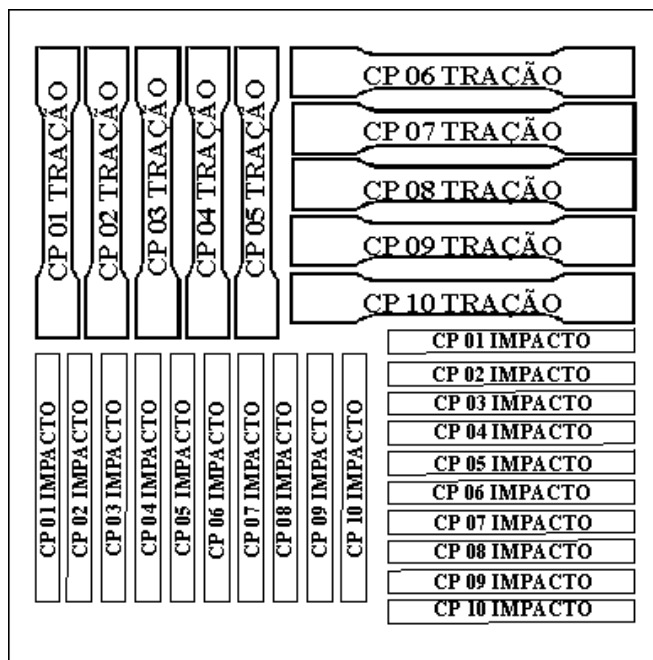 CP 01 TRAÇÃO
CP 02 TRAÇÃO
CP 03 TRAÇÃO
CP 04 TRAÇÃO
CP 05 TRAÇÃO
CP 06 TRAÇÃO
CP 07 TRAÇÃO
CP 08 TRAÇÃO
CP 09 TRAÇÃO
CP 10 TRAÇÃO
CP 01 IMPACTO
CP 02 IMPACTO
CP 03 IMPACTO
CP 04 IMPACTO
CP 05 IMPACTO
CP 06 IMPACTO
CP 07 IMPACTO
CP 08 IMPACTO
CP 09 IMPACTO
CP 10 IMPACTO
CP 01 IMPACTO
CP 02 IMPACTO
CP 03 IMPACTO
CP 04 IMPACTO
CP 05 IMPACTO
CP 06 IMPACTO
CP 07 IMPACTO
CP 08 IMPACTO
CP 09 IMPACTO
CP 10 IMPACTO